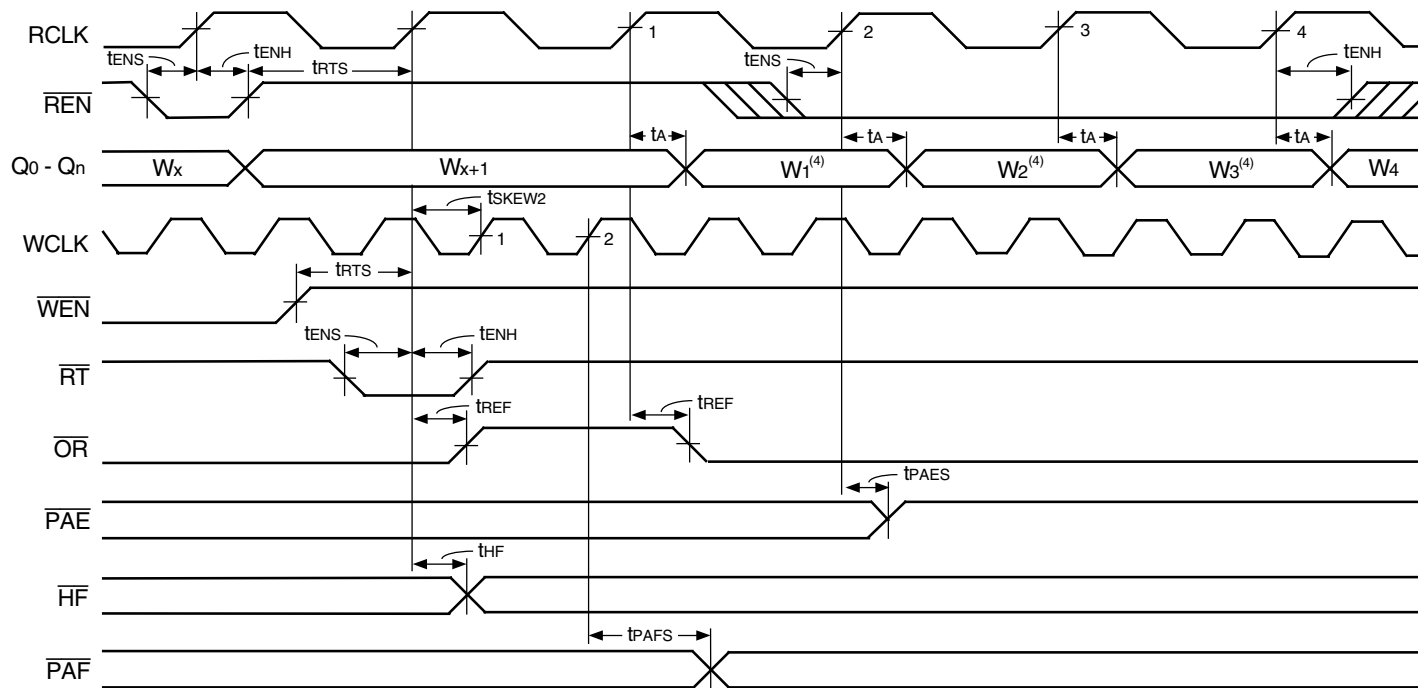 RCLK 1 2 3 4
tENS tENH tRTS tENS tENH
REN
tA tA tA tA
Q0 - Qn Wx Wx+1 W1(4) W2(4) W3(4) W4
tSKEW2
WCLK 1 2
tRTS
WEN
tENS tENH
RT
tREF tREF
OR
tPAES
PAE
tHF
HF
tPAFS
PAF